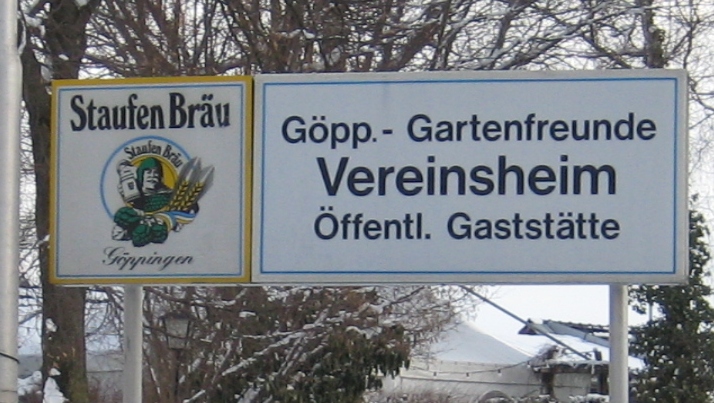 Staufen Bräu
Staufen Bräu
Göppingen
Göpp.- Gartenfreunde
Vereinsheim
Öffentl. Gaststätte